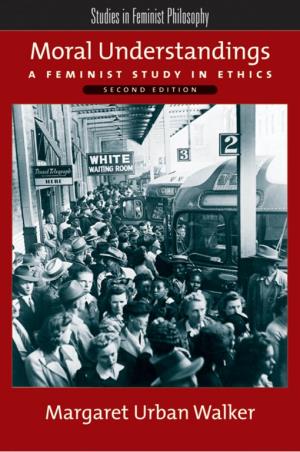 Studies in Feminist Philosophy
Moral Understandings
A FEMINIST STUDY IN ETHICS
SECOND EDITION
WHITE
WAITING ROOM
HERE
3
2
Margaret Urban Walker